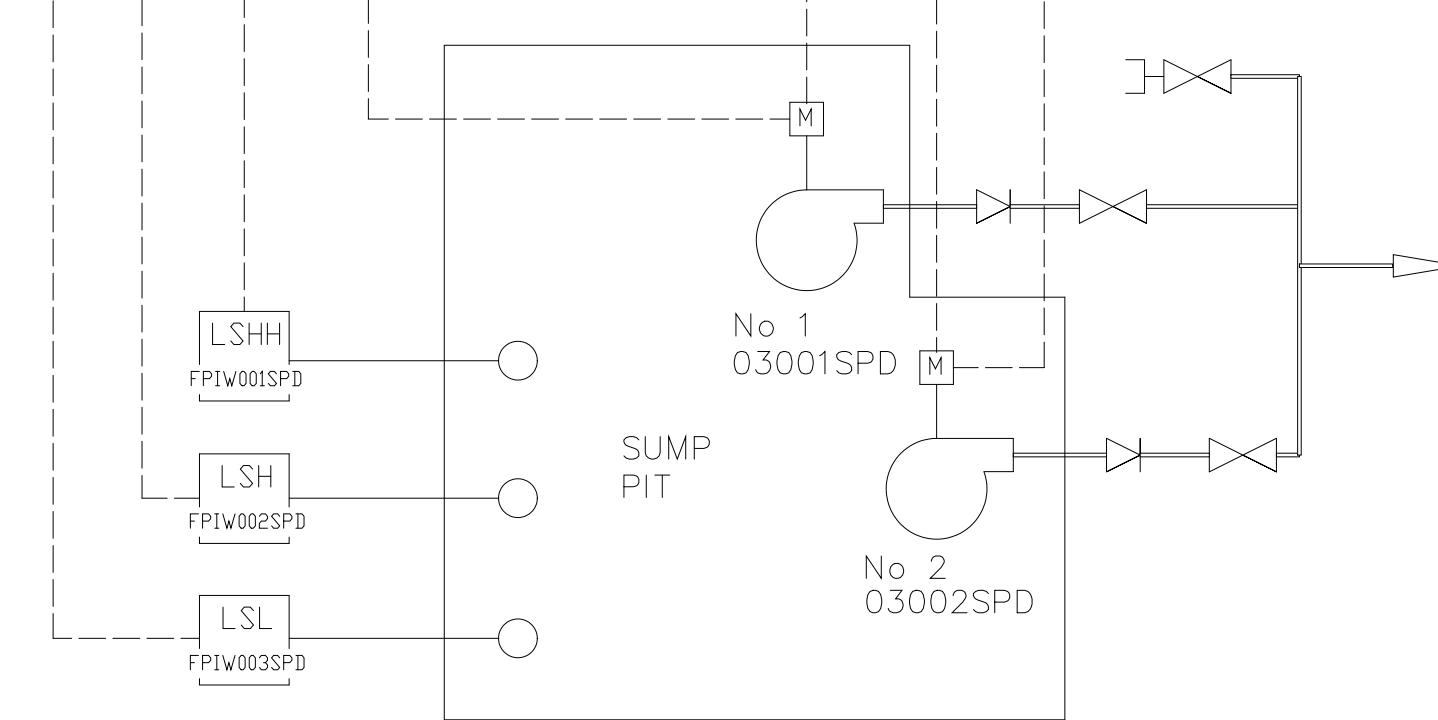 M
No 1
03001SPD
M
LSHH
FPIW001SPD
SUMP
PIT
LSH
FPIW002SPD
No 2
03002SPD
LSL
FPIW003SPD